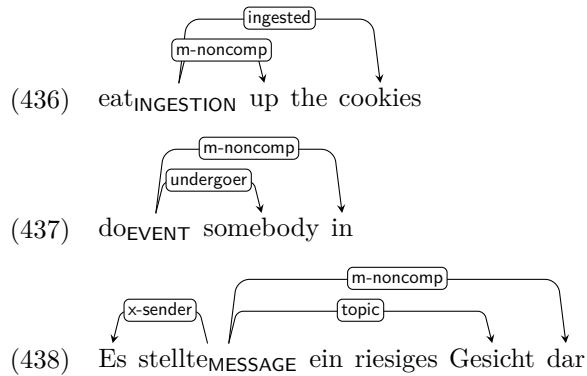 ingested
m-noncomp
(436) eatINGESTION up the cookies
m-noncomp
undergoer
(437) doEVENT somebody in
m-noncomp
x-sender topic
(438) Es stellteMESSAGE ein riesiges Gesicht dar